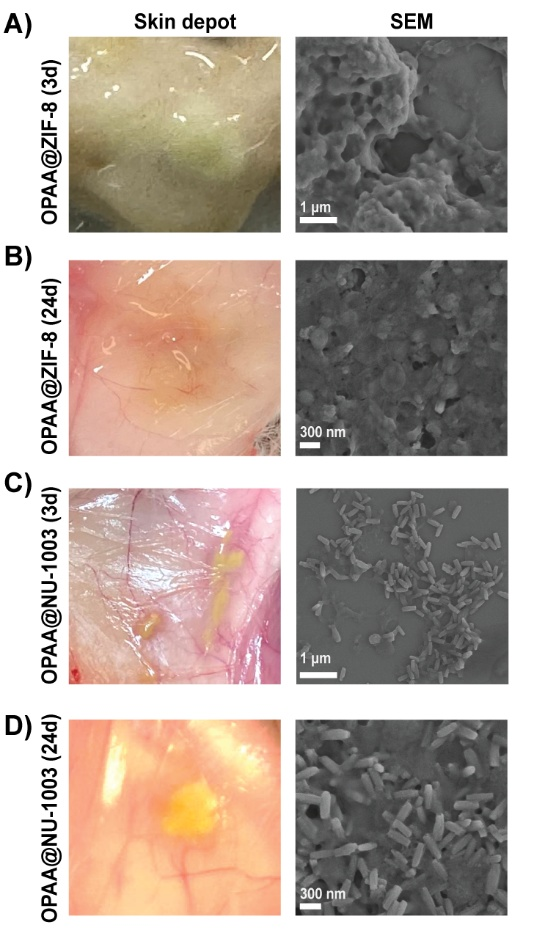 Skin depot SEM
A)
OPAA@ZIF-8 (3d)
1 µm
B)
OPAA@ZIF-8 (24d)
300 nm
C)
OPAA@NU-1003 (3d)
1 µm
D)
OPAA@NU-1003 (24d)
300 nm